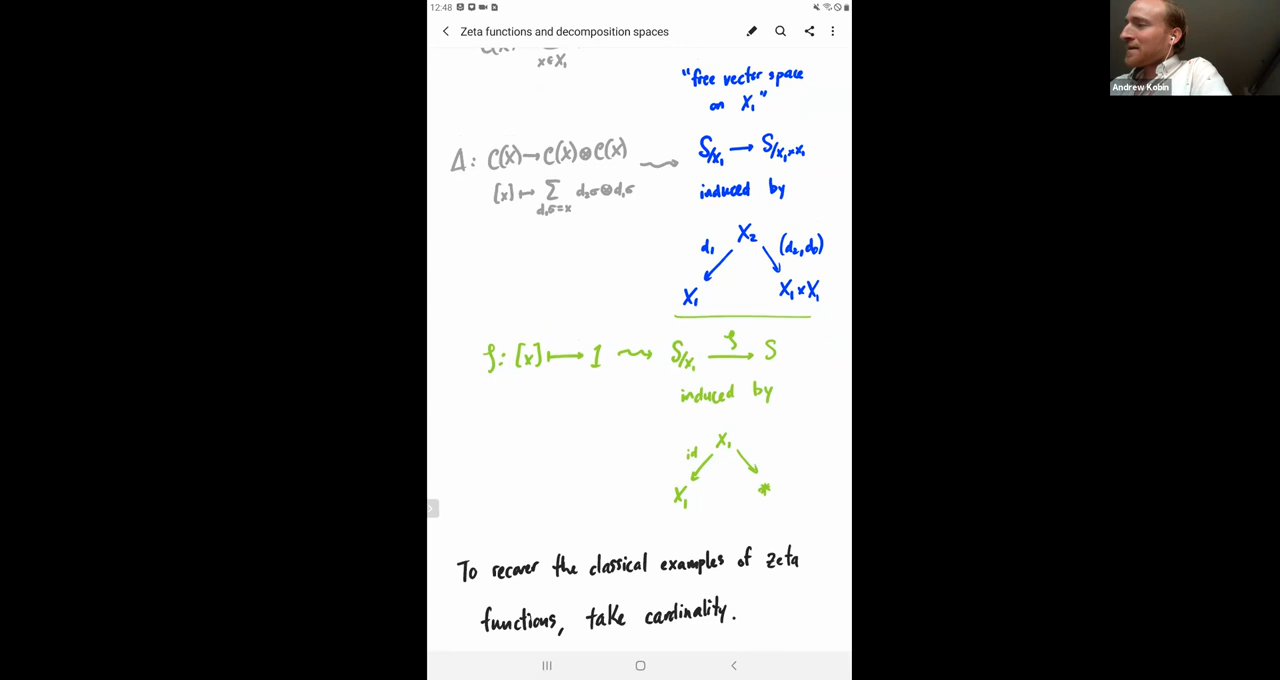 12:48
Zeta functions and decomposition spaces
x∈X₁
"free vector space
on X₁"
Δ: C(X)→C(X)⊗C(X) ⇝ S/X₁ → S/X₁×X₁
[x] ↦ Σ d₂σ⊗d₀σ induced by
d₁σ=x
X₂
d₁ (d₂,d₀)
X₁ X₁×X₁
ζ: [x] ⟼ 1 ⇝ S/X₁ →ζ S
induced by
X₁
id
X₁ *
To recover the classical examples of zeta
functions, take cardinality.
Andrew Kobin